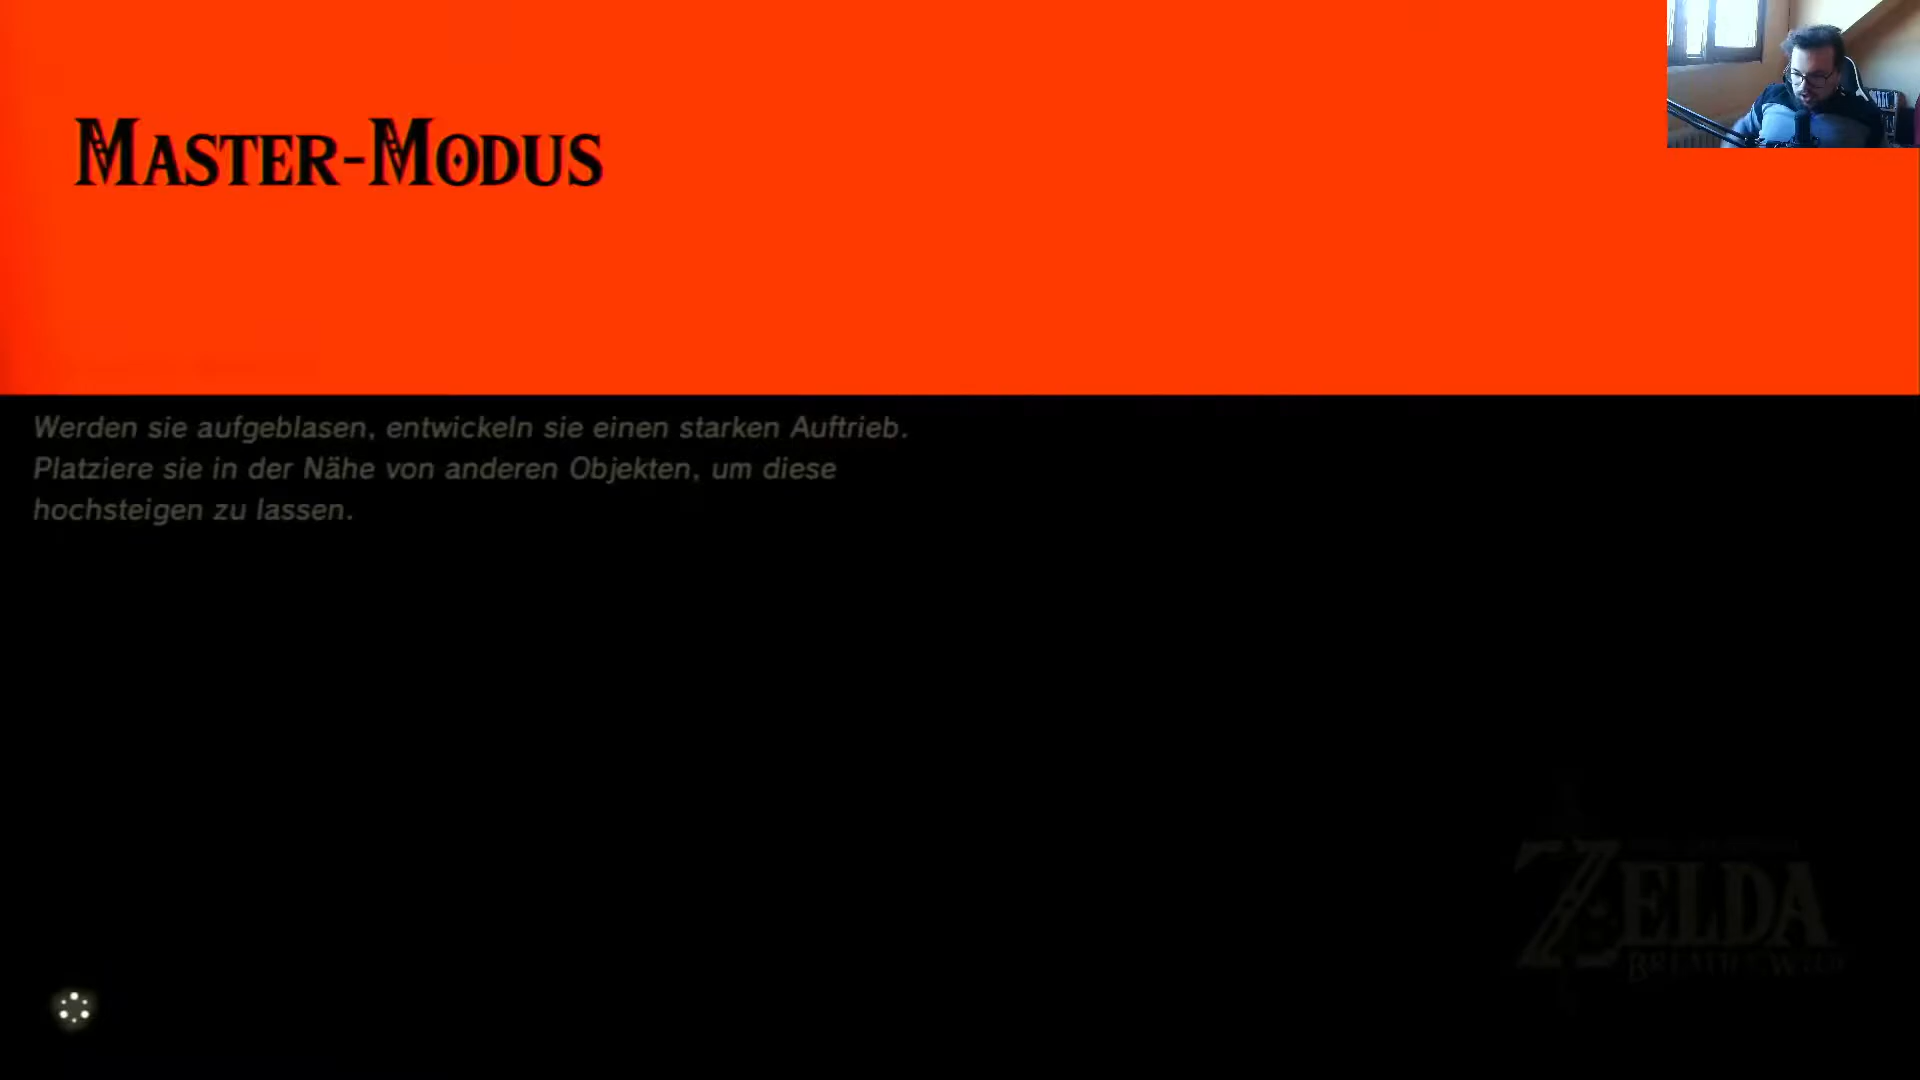 MASTER-MODUS
Werden sie aufgeblasen, entwickeln sie einen starken Auftrieb.
Platziere sie in der Nähe von anderen Objekten, um diese
hochsteigen zu lassen.
ZELDA